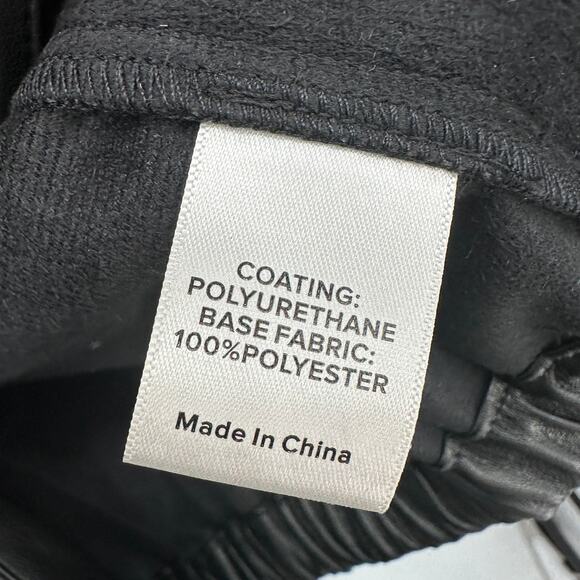 COATING:
POLYURETHANE
BASE FABRIC:
100%POLYESTER
Made In China